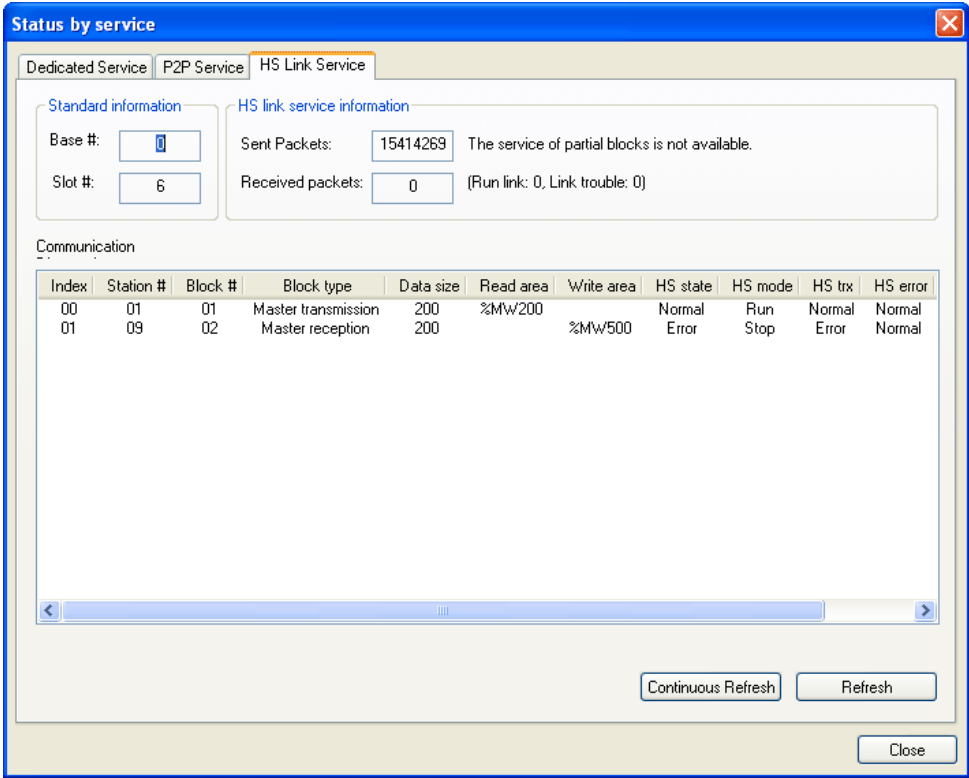 Status by service
Dedicated Service P2P Service HS Link Service
Standard information HS link service information
Base #: 0 Sent Packets: 15414269 The service of partial blocks is not available.
Slot #: 6 Received packets: 0 (Run link: 0, Link trouble: 0)
Communication
Index Station # Block # Block type Data size Read area Write area HS state HS mode HS trx HS error
00 01 01 Master transmission 200 %MW200 Normal Run Normal Normal
01 09 02 Master reception 200 %MW500 Error Stop Error Normal
Continuous Refresh Refresh
Close